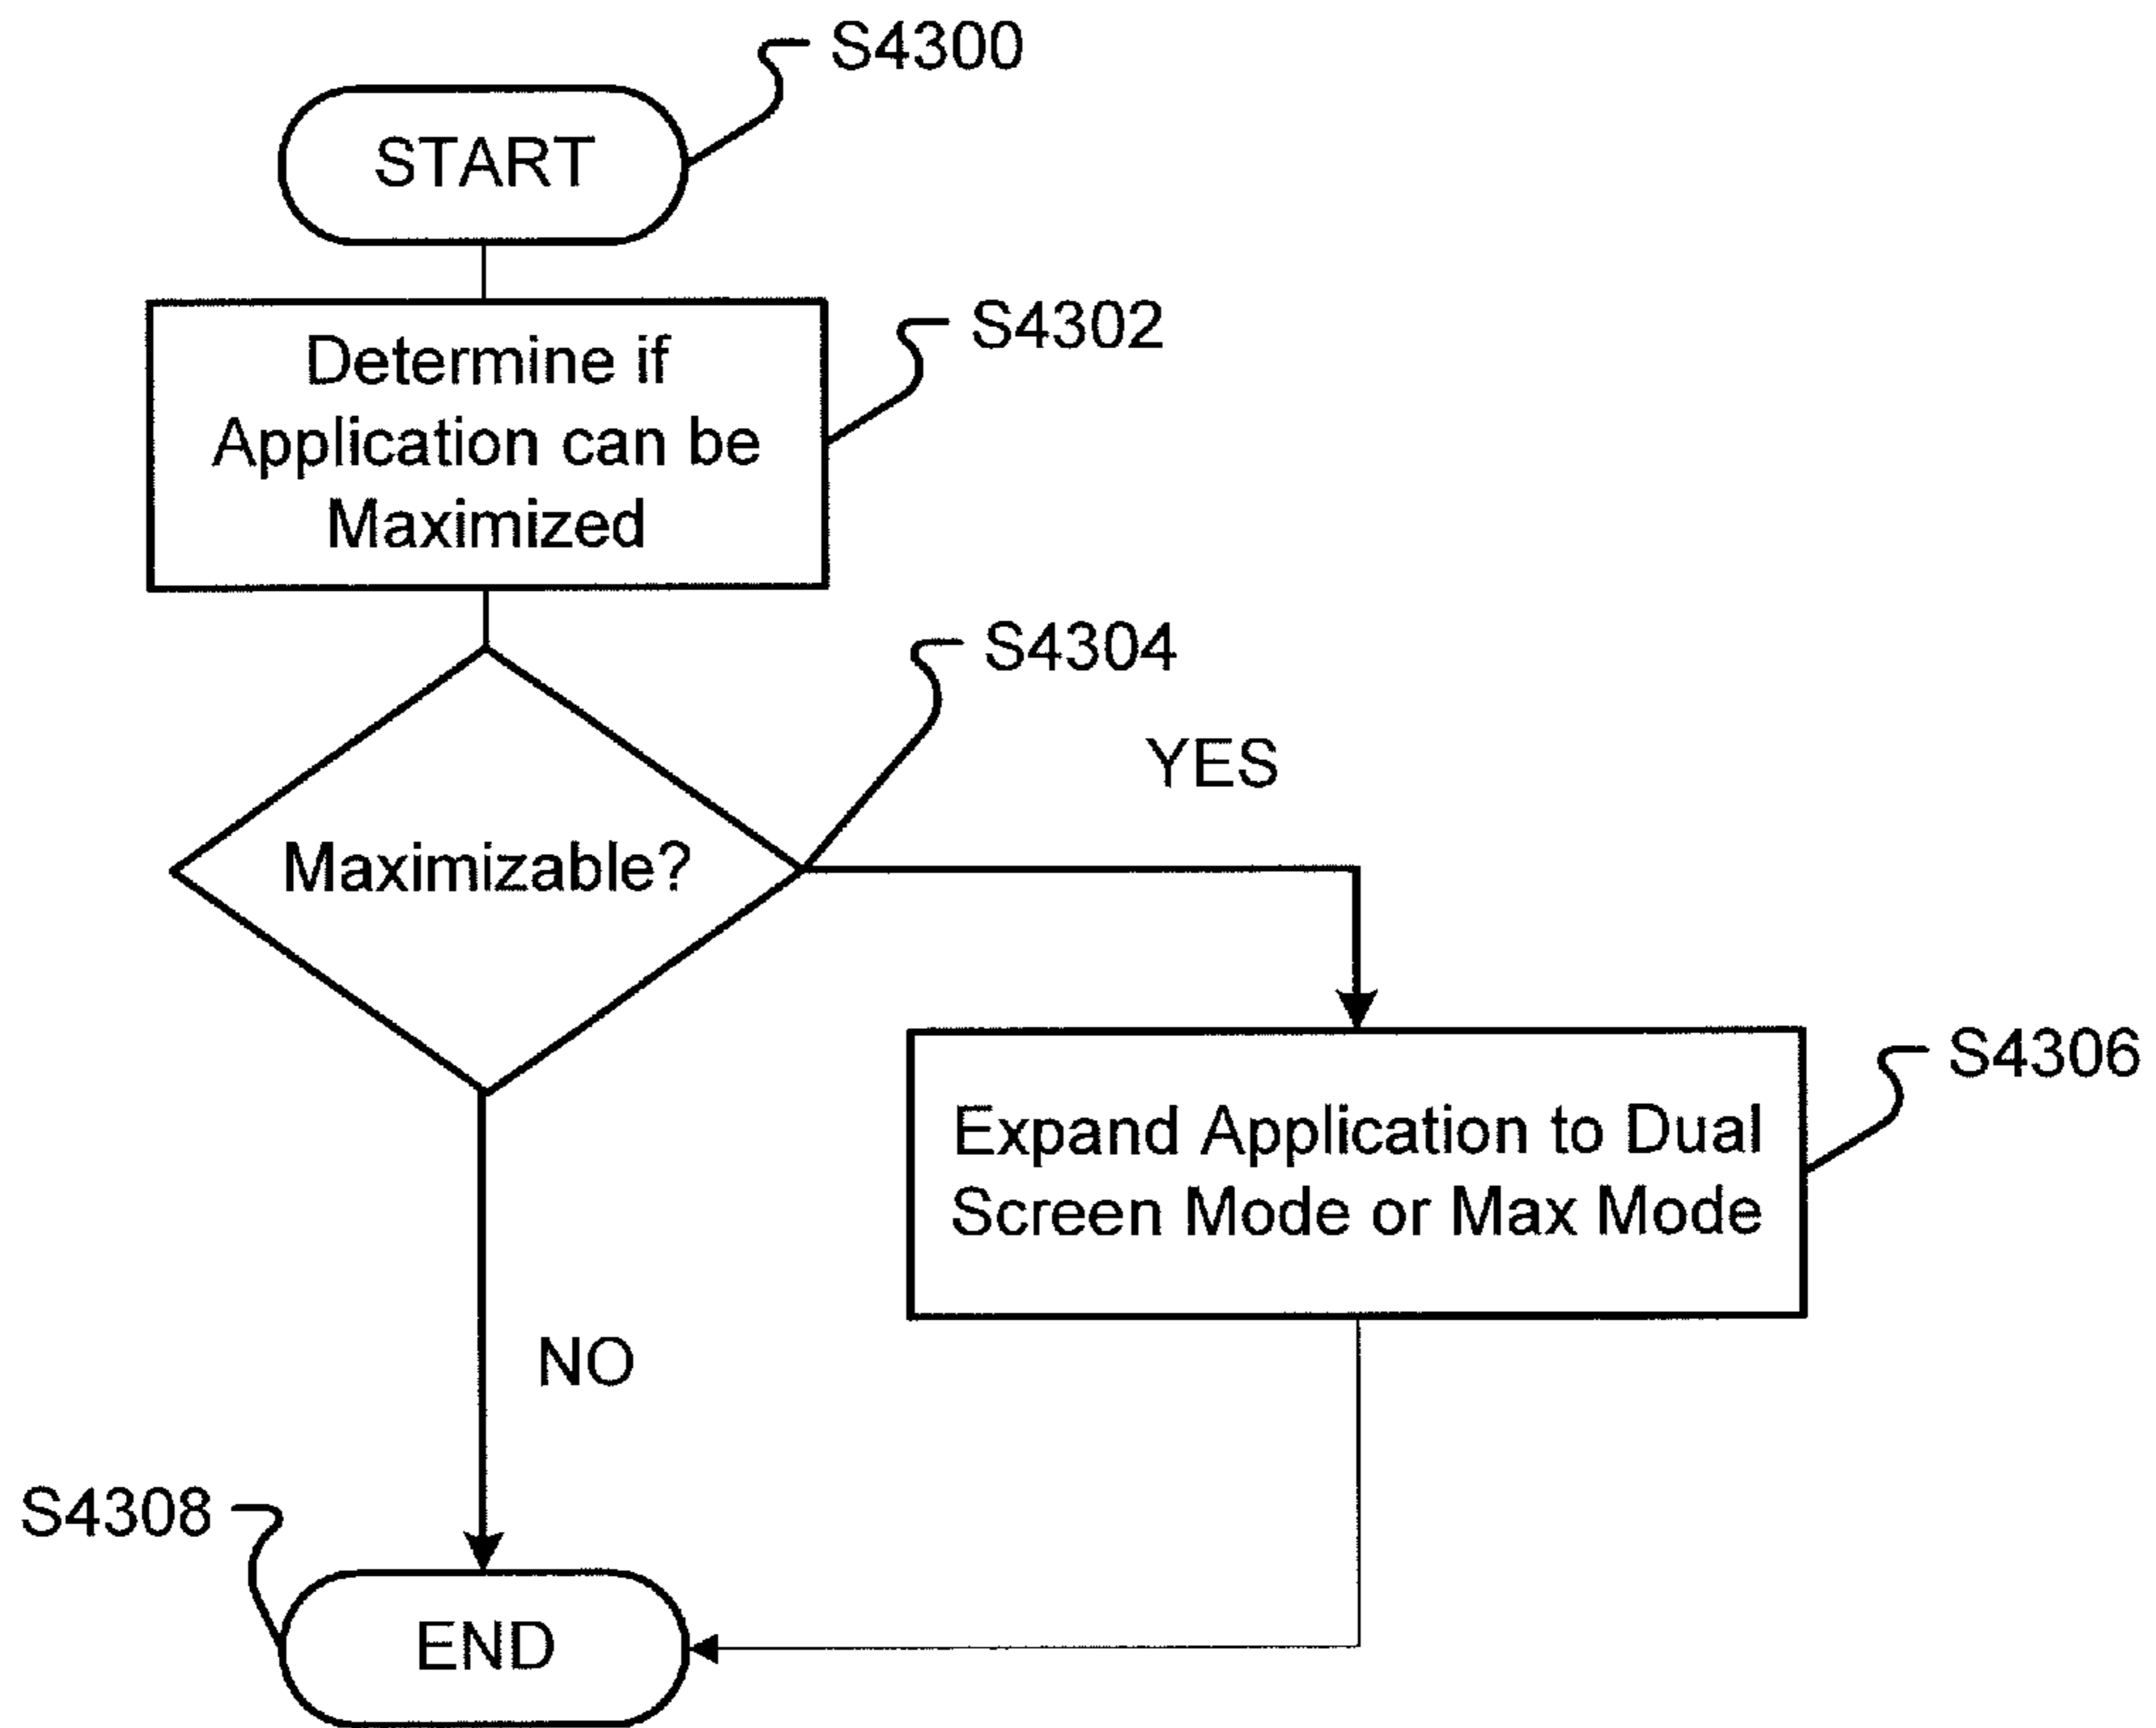 S4300
START
S4302
Determine if
Application can be
Maximized
S4304
YES
Maximizable?
S4306
Expand Application to Dual
Screen Mode or Max Mode
NO
S4308
END